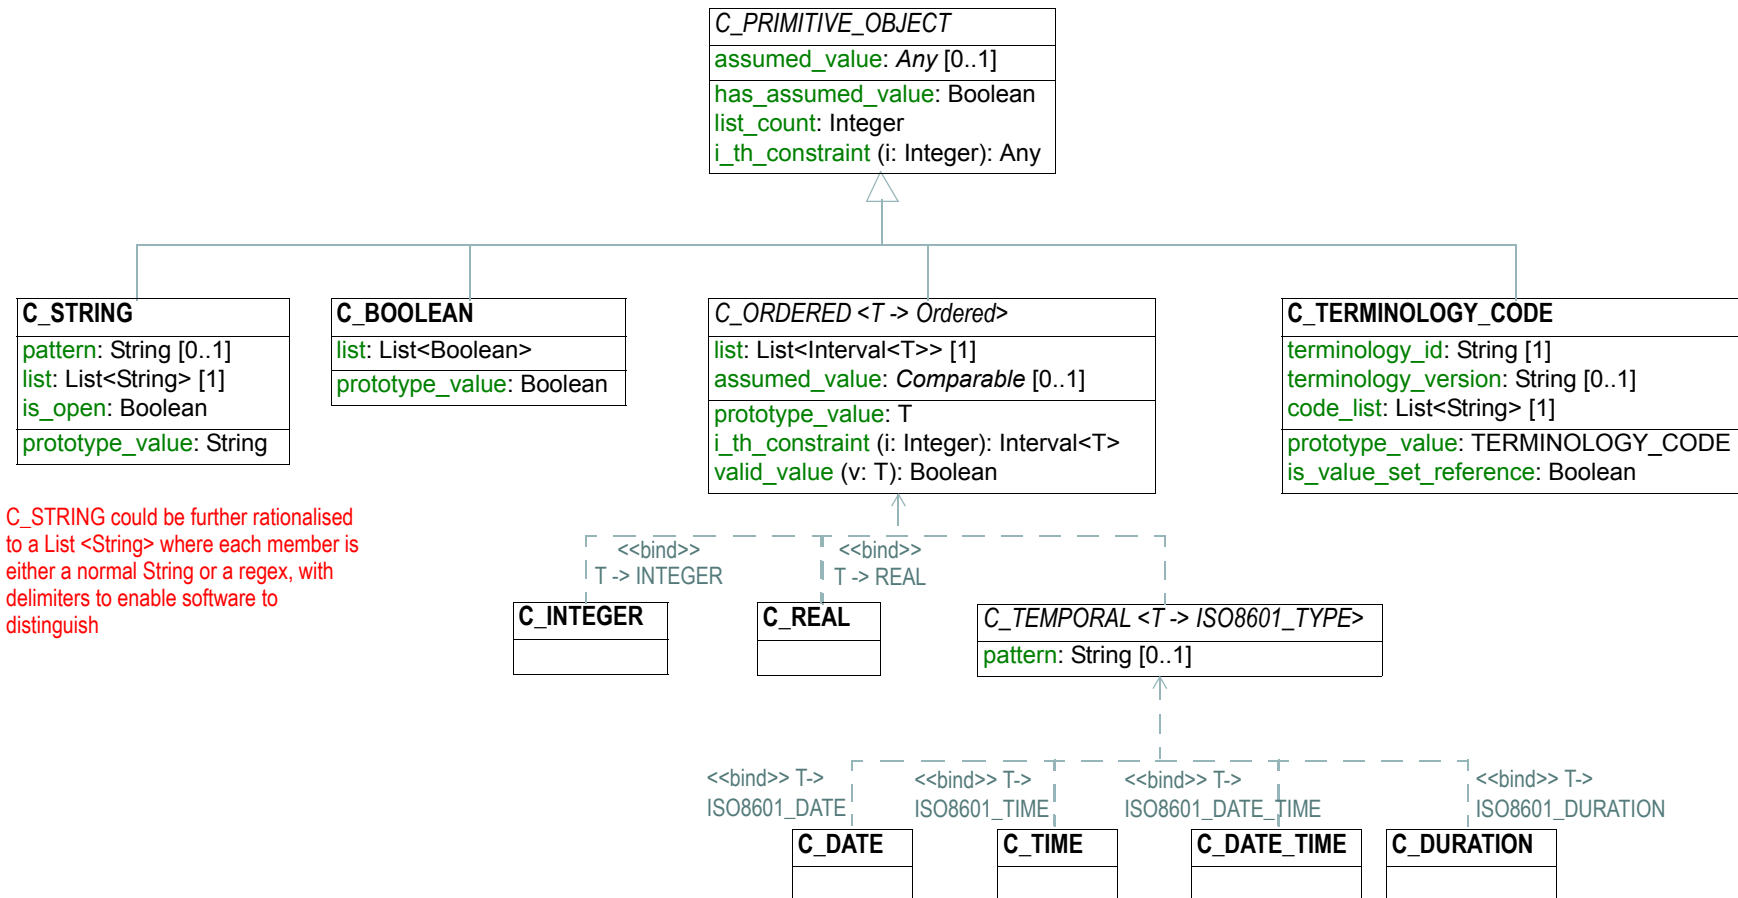 C_PRIMITIVE_OBJECT
assumed_value: Any [0..1]
has_assumed_value: Boolean
list_count: Integer
i_th_constraint (i: Integer): Any
C_STRING
pattern: String [0..1]
list: List<String> [1]
is_open: Boolean
prototype_value: String
C_BOOLEAN
list: List<Boolean>
prototype_value: Boolean
C_ORDERED <T -> Ordered>
list: List<Interval<T>> [1]
assumed_value: Comparable [0..1]
prototype_value: T
i_th_constraint (i: Integer): Interval<T>
valid_value (v: T): Boolean
C_TERMINOLOGY_CODE
terminology_id: String [1]
terminology_version: String [0..1]
code_list: List<String> [1]
prototype_value: TERMINOLOGY_CODE
is_value_set_reference: Boolean
C_STRING could be further rationalised
to a List <String> where each member is
either a normal String or a regex, with
delimiters to enable software to
distinguish
<<bind>>
T -> INTEGER
<<bind>>
T -> REAL
C_INTEGER
C_REAL
C_TEMPORAL <T -> ISO8601_TYPE>
pattern: String [0..1]
<<bind>> T->
ISO8601_DATE
<<bind>> T->
ISO8601_TIME
<<bind>> T->
ISO8601_DATE_TIME
<<bind>> T->
ISO8601_DURATION
C_DATE
C_TIME
C_DATE_TIME
C_DURATION